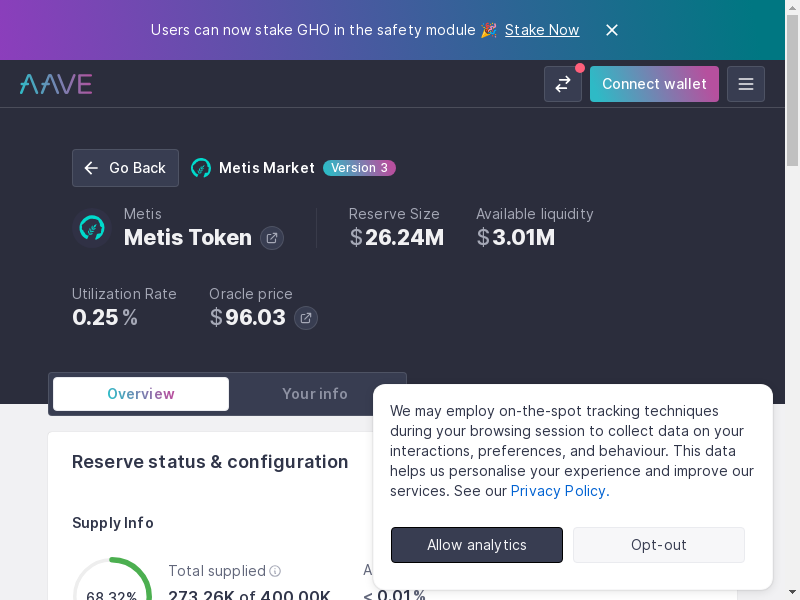 Users can now stake GHO in the safety module 🎉 Stake Now
AAVE
Connect wallet
Go Back
Metis Market
Version 3
Metis
Metis Token
Reserve Size
$26.24M
Available liquidity
$3.01M
Utilization Rate
0.25%
Oracle price
$96.03
Overview
Your info
We may employ on-the-spot tracking techniques
during your browsing session to collect data on your
interactions, preferences, and behaviour. This data
helps us personalise your experience and improve our
services. See our Privacy Policy.
Allow analytics
Opt-out
Reserve status & configuration
Supply Info
68.32%
Total supplied
273.26K of 400.00K
< 0.01%